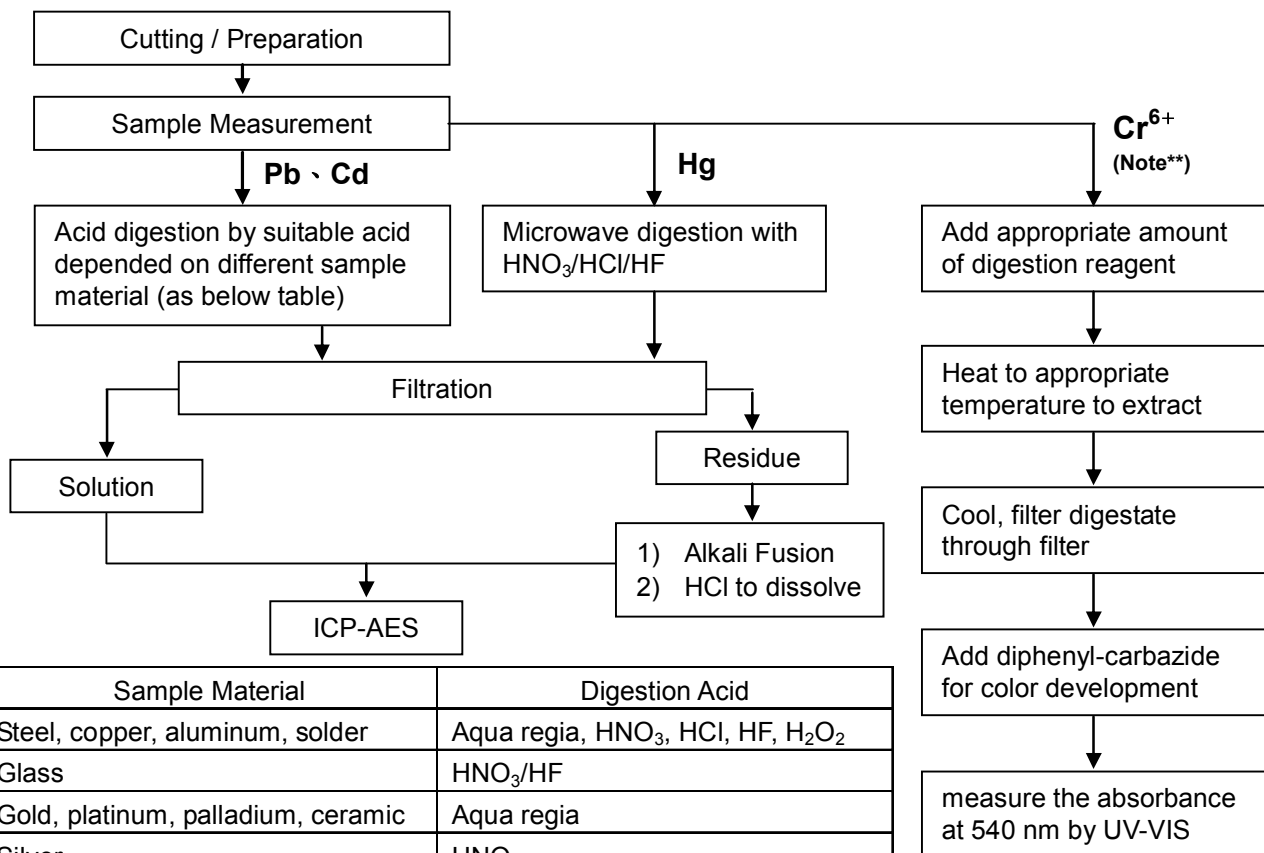 Cutting / Preparation
Sample Measurement
Pb、Cd
Hg
Cr⁶⁺
(Note**)
Acid digestion by suitable acid
depended on different sample
material (as below table)
Microwave digestion with
HNO₃/HCl/HF
Add appropriate amount
of digestion reagent
Filtration
Heat to appropriate
temperature to extract
Solution
Residue
Cool, filter digestate
through filter
1) Alkali Fusion
2) HCl to dissolve
ICP-AES
Add diphenyl-carbazide
for color development
measure the absorbance
at 540 nm by UV-VIS
Sample Material Digestion Acid
Steel, copper, aluminum, solder Aqua regia, HNO₃, HCl, HF, H₂O₂
Glass HNO₃/HF
Gold, platinum, palladium, ceramic Aqua regia
Silver HNO